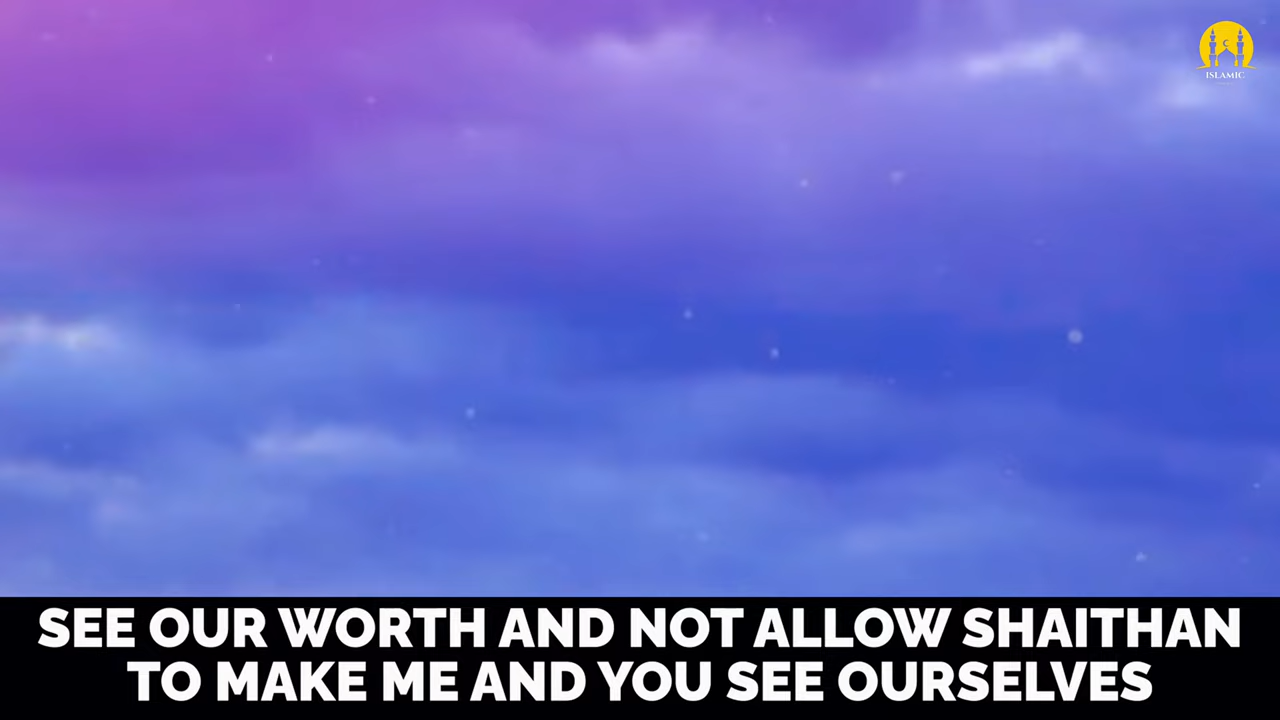 ISLAMIC
SEE OUR WORTH AND NOT ALLOW SHAITHAN
TO MAKE ME AND YOU SEE OURSELVES